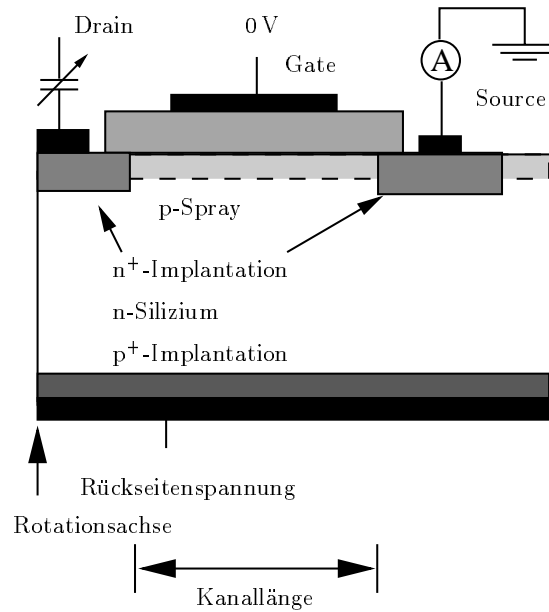 Drain
0 V
Gate
A
Source
p-Spray
n⁺-Implantation
n-Silizium
p⁺-Implantation
Rückseitenspannung
Rotationsachse
Kanallänge